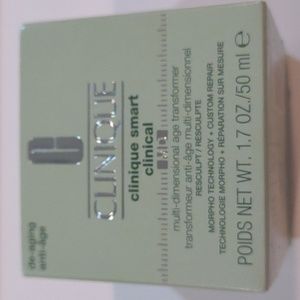 CLINIQUE
clinique smart
clinical
MD
multi-dimensional age transformer
transformeur anti-âge multi-dimensionnel
RESCULPT / RESCULPTE
MORPHO TECHNOLOGY • CUSTOM REPAIR
TECHNOLOGIE MORPHO • RÉPARATION SUR MESURE
POIDS NET WT. 1.7 OZ./50 ml ℮
de-aging
anti-âge